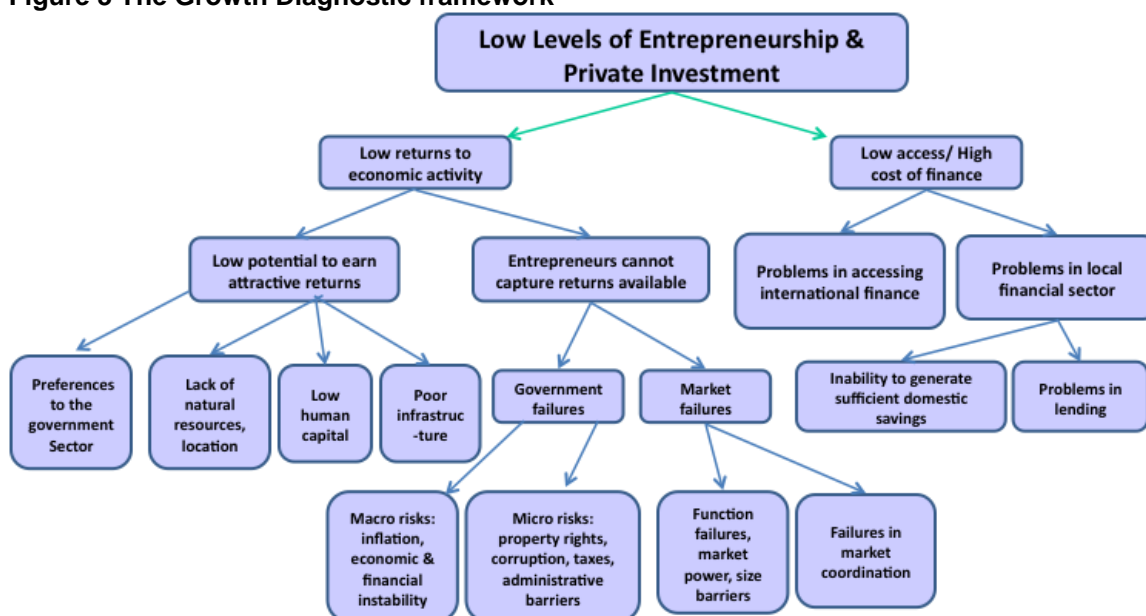 Figure 3 The Growth Diagnostic framework
Low Levels of Entrepreneurship &
Private Investment
Low returns to
economic activity
Low access/ High
cost of finance
Low potential to earn
attractive returns
Entrepreneurs cannot
capture returns available
Problems in accessing
international finance
Problems in local
financial sector
Preferences
to the
government
Sector
Lack of
natural
resources,
location
Low
human
capital
Poor
infrastruc
-ture
Government
failures
Market
failures
Inability to generate
sufficient domestic
savings
Problems in
lending
Macro risks:
inflation,
economic &
financial
instability
Micro risks:
property rights,
corruption, taxes,
administrative
barriers
Function
failures,
market
power, size
barriers
Failures in
market
coordination